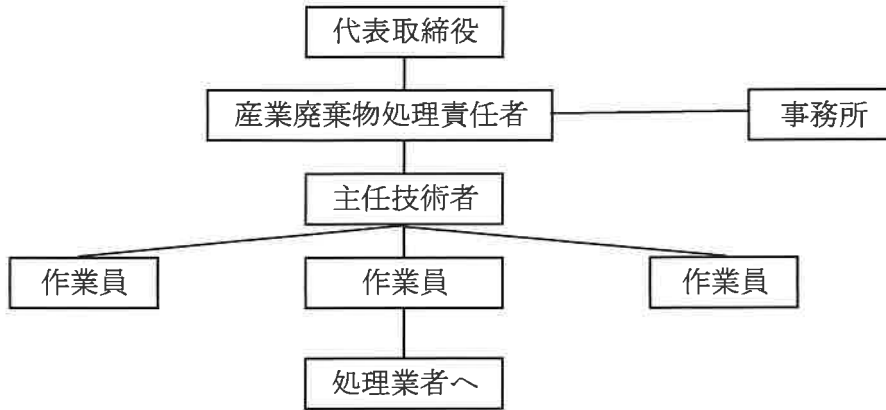 代表取締役
産業廃棄物処理責任者
事務所
主任技術者
作業員
作業員
作業員
処理業者へ